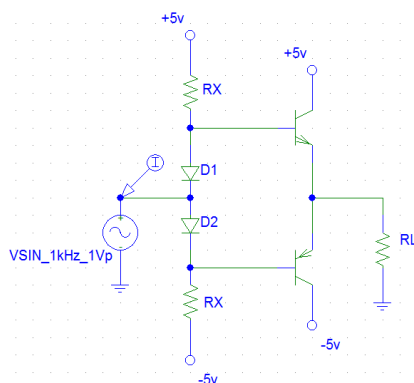 +5v
+5v
RX
I
D1
D2
VSIN_1kHz_1Vp
RL
RX
-5v
-5v